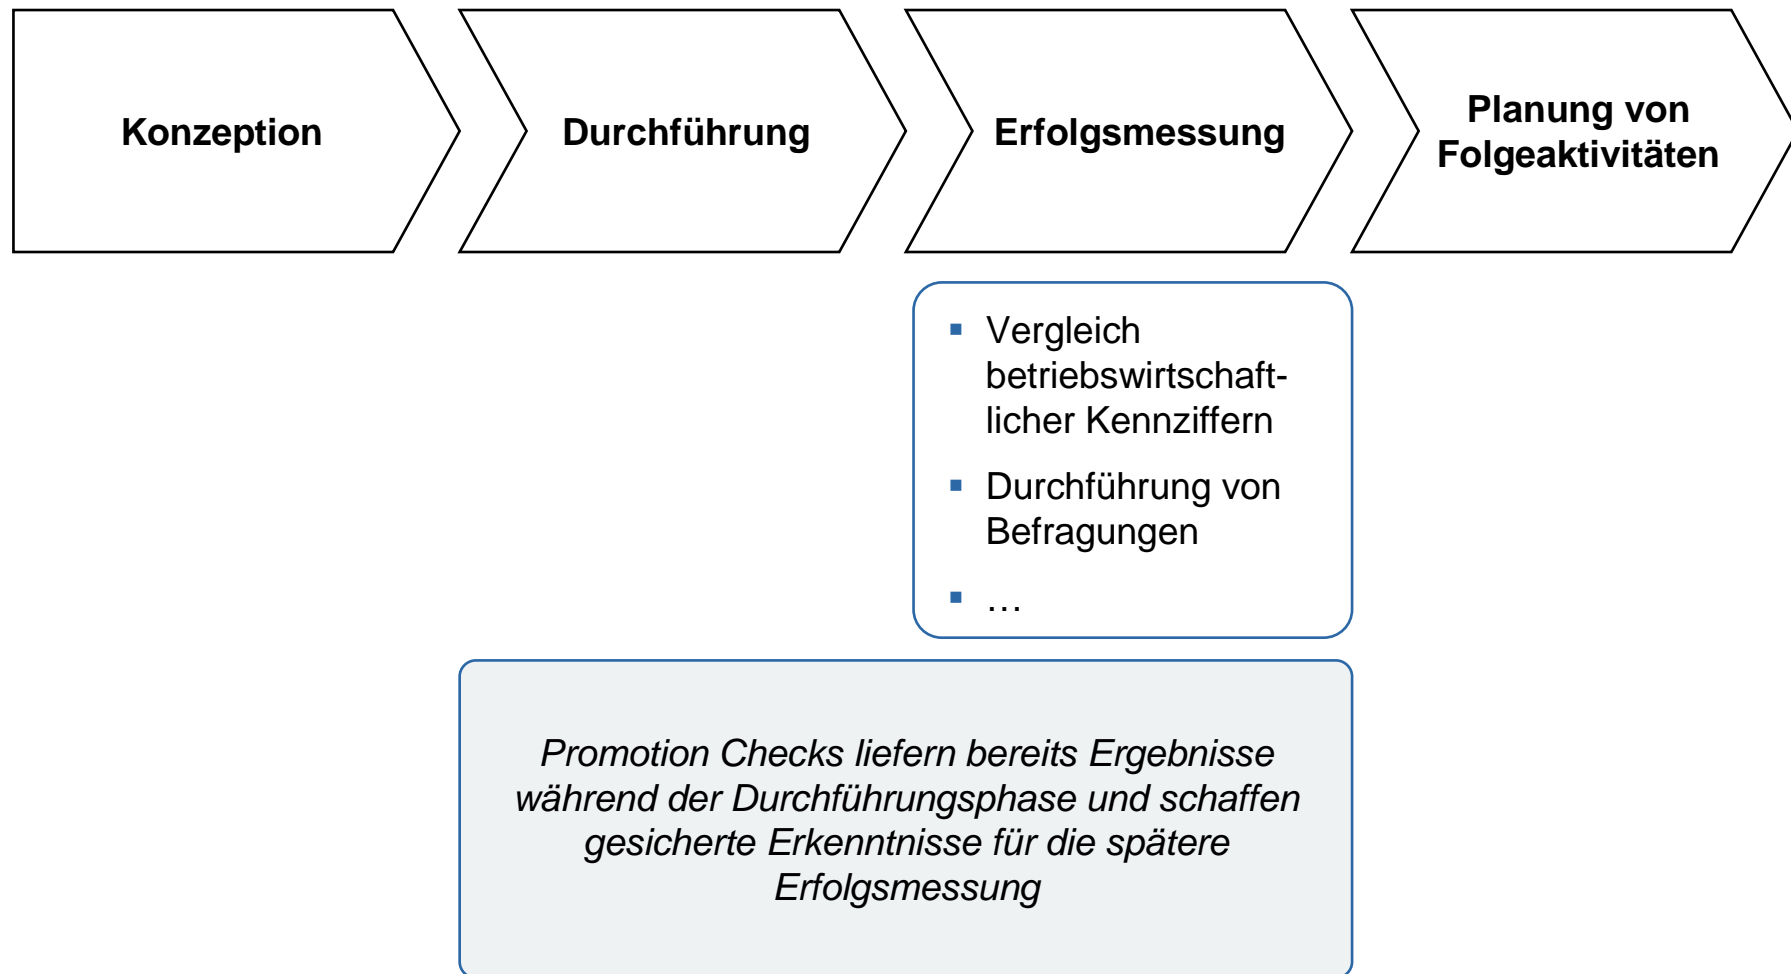 Konzeption
Durchführung
Erfolgsmessung
Planung von
Folgeaktivitäten
▪ Vergleich
betriebswirtschaft-
licher Kennziffern
▪ Durchführung von
Befragungen
▪ …
Promotion Checks liefern bereits Ergebnisse
während der Durchführungsphase und schaffen
gesicherte Erkenntnisse für die spätere
Erfolgsmessung